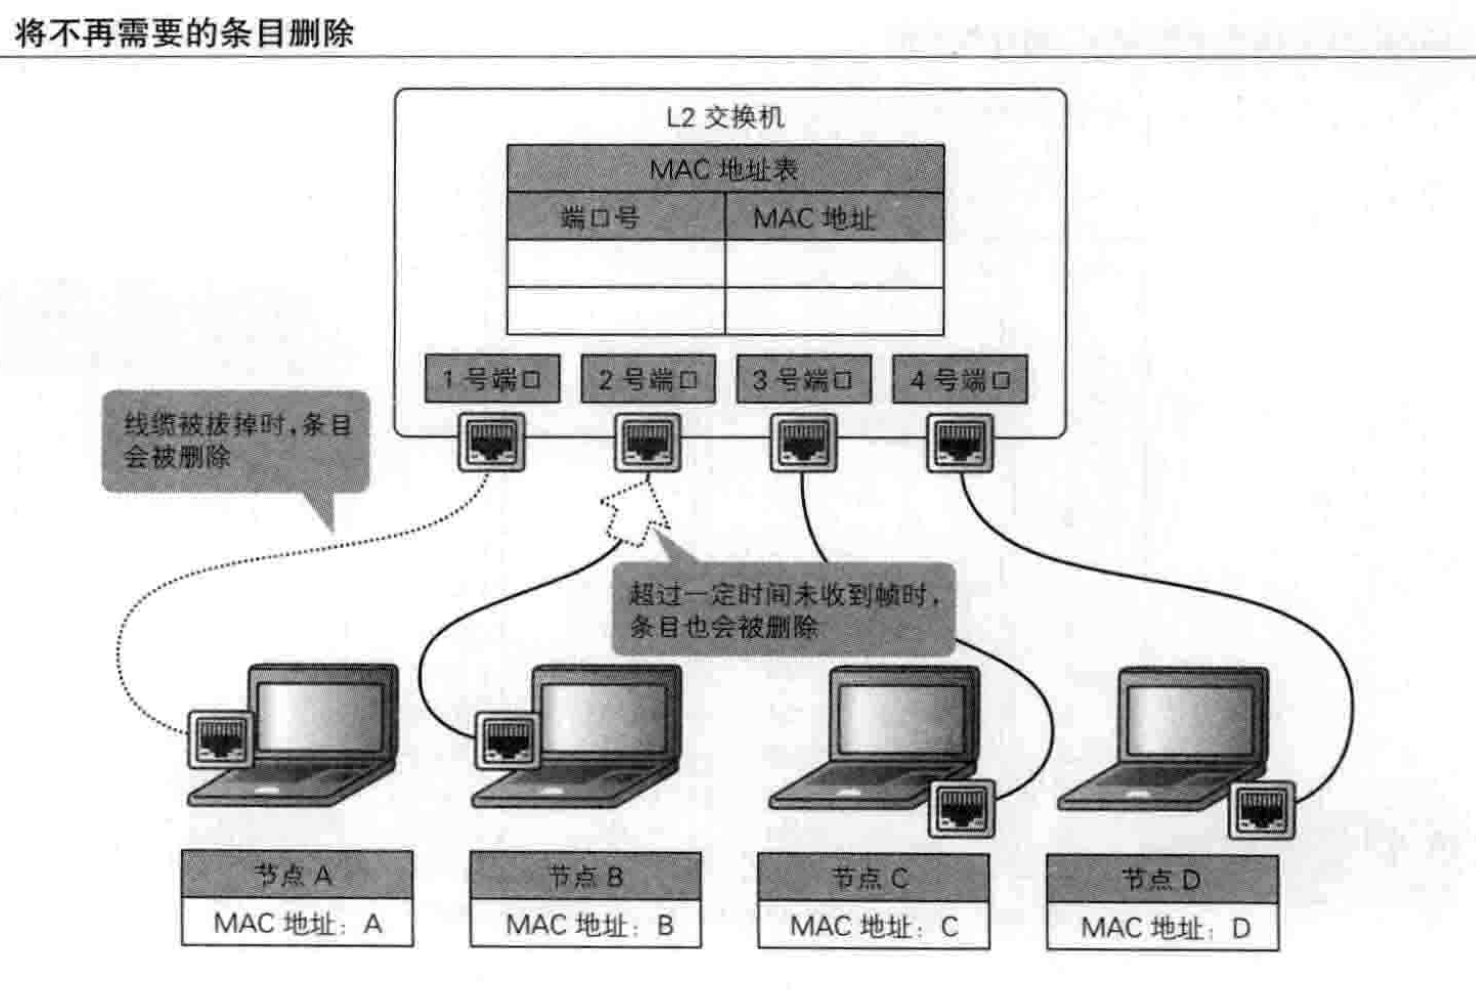 将不再需要的条目删除
L2 交换机
MAC 地址表
端口号 MAC 地址
1 号端口 2 号端口 3 号端口 4 号端口
线缆被拔掉时，条目
会被删除
超过一定时间未收到帧时，
条目也会被删除
节点 A 节点 B 节点 C 节点 D
MAC 地址：A MAC 地址：B MAC 地址：C MAC 地址：D